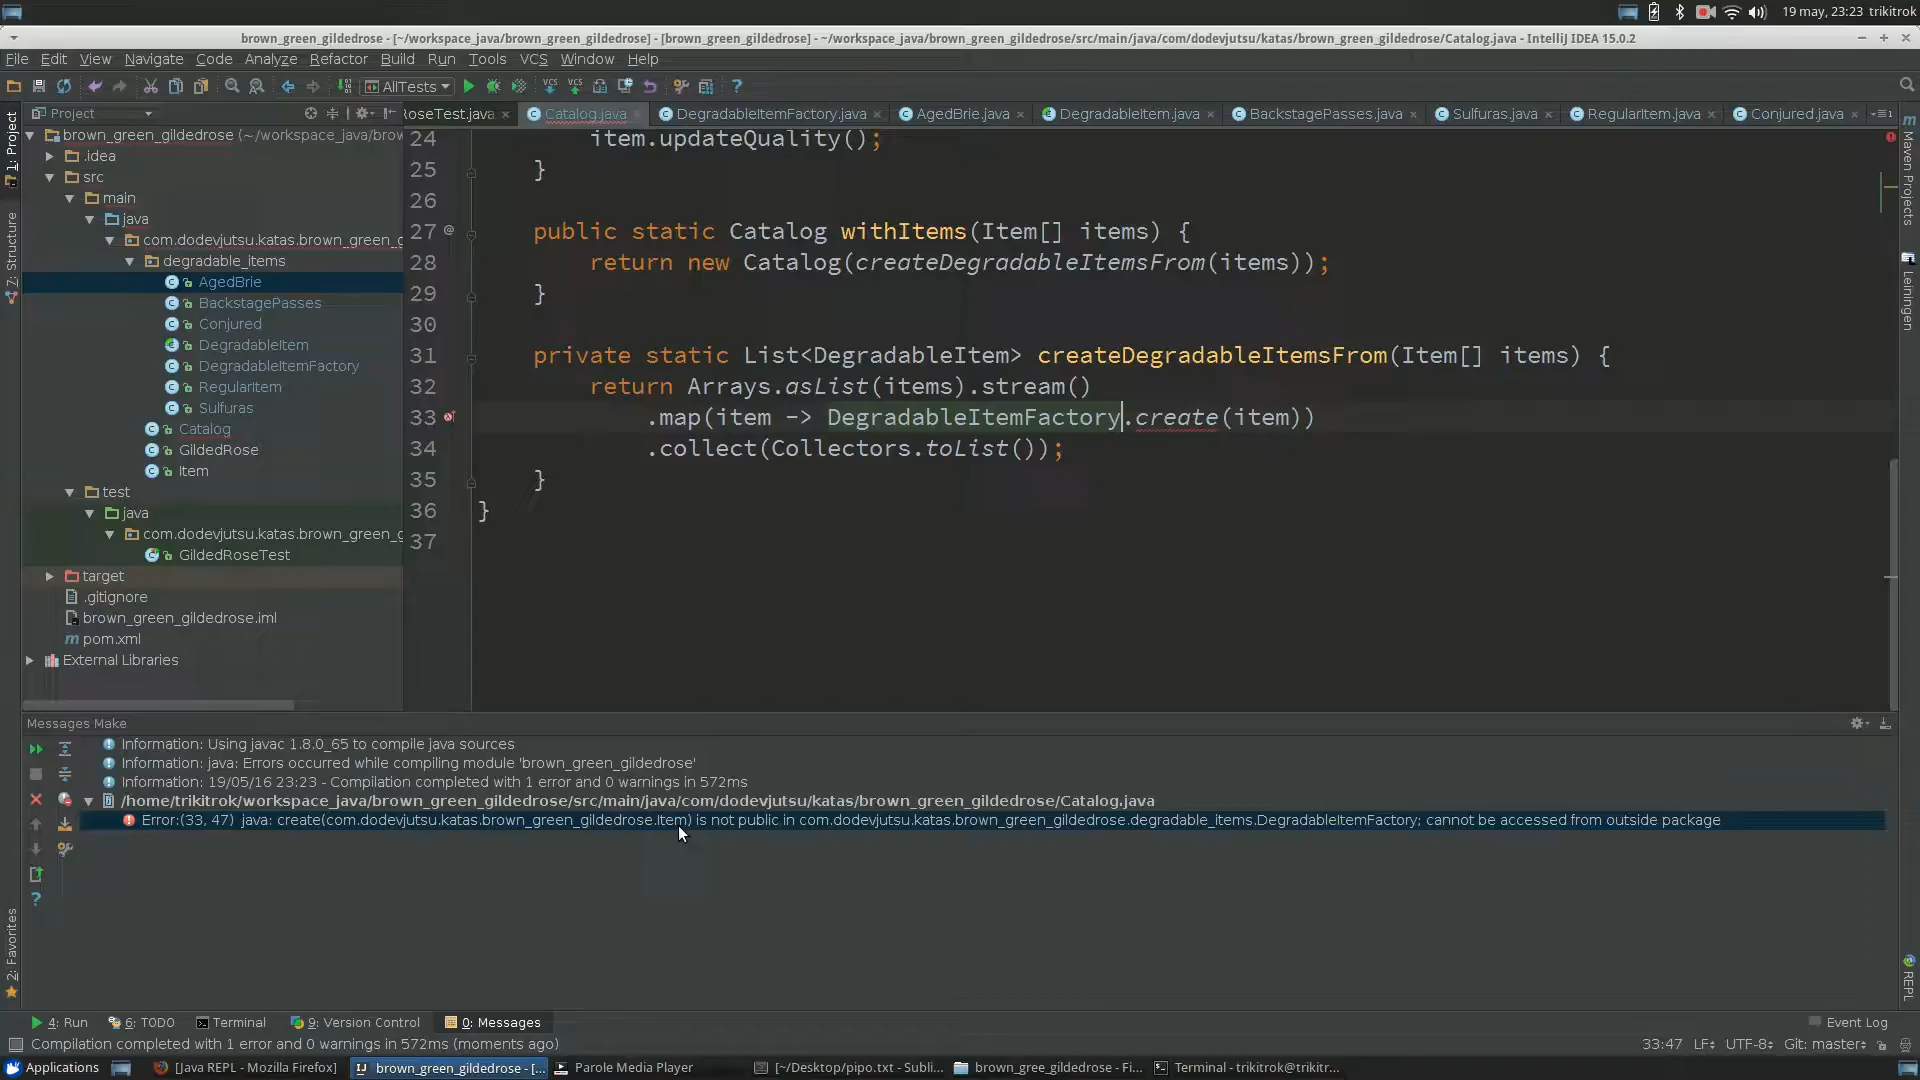 19 may, 23:23 trikitrok
brown_green_gildedrose - [~/workspace_java/brown_green_gildedrose] - [brown_green_gildedrose] - ~/workspace_java/brown_green_gildedrose/src/main/java/com/dodevjutsu/katas/brown_green_gildedrose/Catalog.java - IntelliJ IDEA 15.0.2
File Edit View Navigate Code Analyze Refactor Build Run Tools VCS Window Help
AllTests
Project
RoseTest.java Catalog.java DegradableItemFactory.java AgedBrie.java DegradableItem.java BackstagePasses.java Sulfuras.java RegularItem.java Conjured.java
1: Project
7: Structure
2: Favorites
brown_green_gildedrose (~/workspace_java/brow
.idea
src
main
java
com.dodevjutsu.katas.brown_green_g
degradable_items
AgedBrie
BackstagePasses
Conjured
DegradableItem
DegradableItemFactory
RegularItem
Sulfuras
Catalog
GildedRose
Item
test
java
com.dodevjutsu.katas.brown_green_g
GildedRoseTest
target
.gitignore
brown_green_gildedrose.iml
pom.xml
External Libraries
24 item.updateQuality();
25 }
26
27 public static Catalog withItems(Item[] items) {
28 return new Catalog(createDegradableItemsFrom(items));
29 }
30
31 private static List<DegradableItem> createDegradableItemsFrom(Item[] items) {
32 return Arrays.asList(items).stream()
33 .map(item -> DegradableItemFactory.create(item))
34 .collect(Collectors.toList());
35 }
36 }
37
Maven Projects
Leiningen
REPL
Messages Make
Information: Using javac 1.8.0_65 to compile java sources
Information: java: Errors occurred while compiling module 'brown_green_gildedrose'
Information: 19/05/16 23:23 - Compilation completed with 1 error and 0 warnings in 572ms
/home/trikitrok/workspace_java/brown_green_gildedrose/src/main/java/com/dodevjutsu/katas/brown_green_gildedrose/Catalog.java
Error:(33, 47) java: create(com.dodevjutsu.katas.brown_green_gildedrose.Item) is not public in com.dodevjutsu.katas.brown_green_gildedrose.degradable_items.DegradableItemFactory; cannot be accessed from outside package
4: Run 6: TODO Terminal 9: Version Control 0: Messages Event Log
Compilation completed with 1 error and 0 warnings in 572ms (moments ago) 33:47 LF UTF-8 Git: master
Applications [Java REPL - Mozilla Firefox] brown_green_gildedrose - [... Parole Media Player [~/Desktop/pipo.txt - Subli... brown_gree_gildedrose - Fi... Terminal - trikitrok@trikitr...